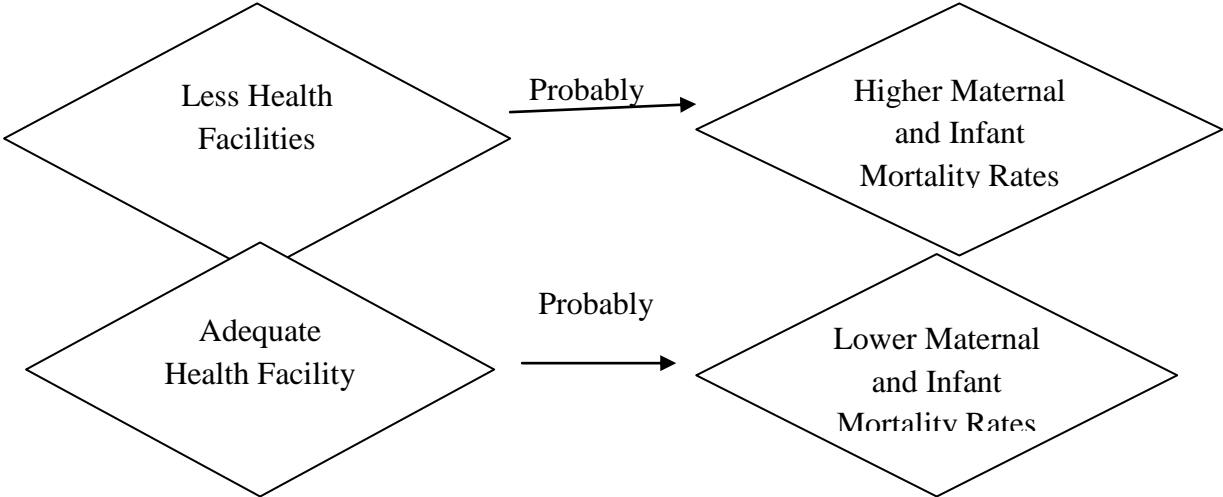 Less Health
Facilities
Probably
Higher Maternal
and Infant
Mortality Rates
Adequate
Health Facility
Probably
Lower Maternal
and Infant
Mortality Rates